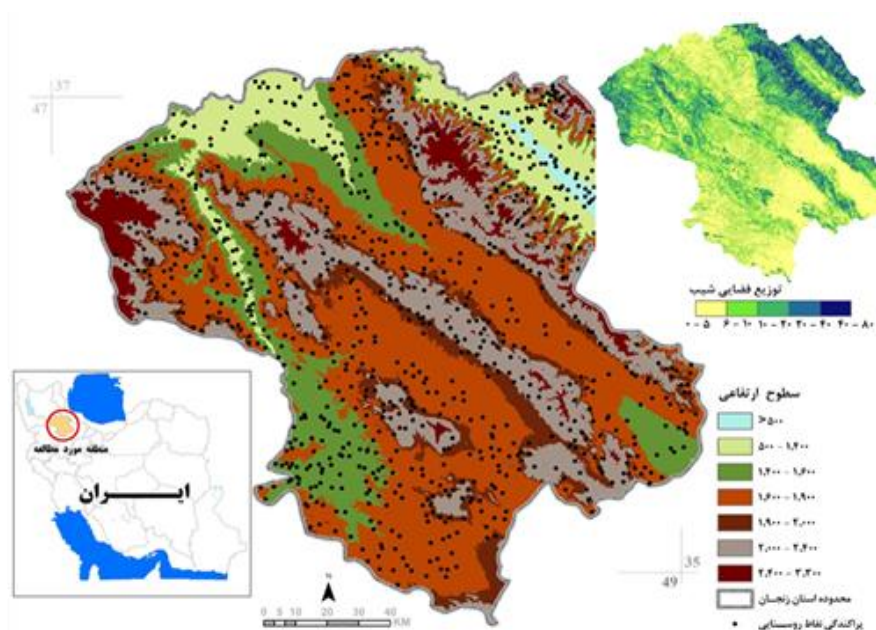 37
47
توزیع فضایی شیب
۰ - ۵
۶ - ۱۰
۱۰ - ۲۰
۲۰ - ۴۰
۴۰ - ۸۰
سطوح ارتفاعی
>۵۰۰
۵۰۰ - ۱,۲۰۰
۱,۲۰۰ - ۱,۶۰۰
۱,۶۰۰ - ۱,۹۰۰
۱,۹۰۰ - ۲,۰۰۰
۲,۰۰۰ - ۲,۴۰۰
۲,۴۰۰ - ۳,۳۰۰
محدوده استان زنجان
پراکندگی نقاط روستایی
منطقه مورد مطالعه
ایـــــران
35
49
N
0 5 10 20 30 40
KM